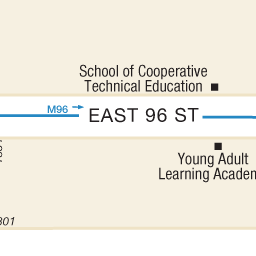 School of Cooperative
Technical Education
M96
EAST 96 ST
Young Adult
Learning Academ